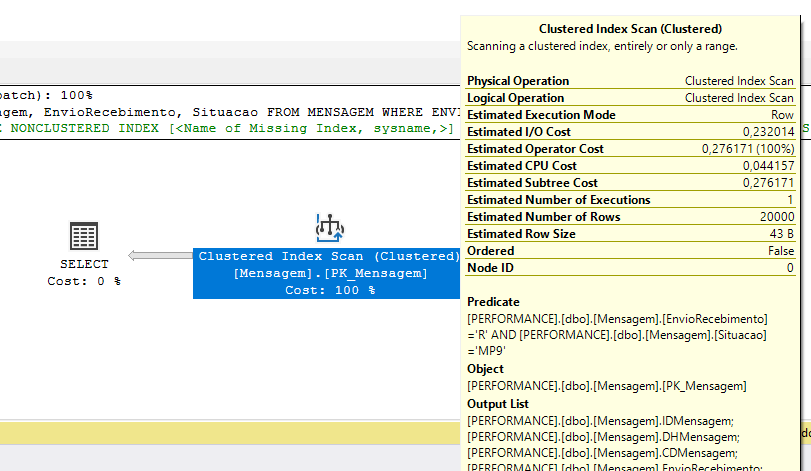 Clustered Index Scan (Clustered)
Scanning a clustered index, entirely or only a range.
Physical Operation Clustered Index Scan
Logical Operation Clustered Index Scan
Estimated Execution Mode Row
Estimated I/O Cost 0,232014
Estimated Operator Cost 0,276171 (100%)
Estimated CPU Cost 0,044157
Estimated Subtree Cost 0,276171
Estimated Number of Executions 1
Estimated Number of Rows 20000
Estimated Row Size 43 B
Ordered False
Node ID 0
Predicate
[PERFORMANCE].[dbo].[Mensagem].[EnvioRecebimento]
='R' AND [PERFORMANCE].[dbo].[Mensagem].[Situacao]
='MP9'
Object
[PERFORMANCE].[dbo].[Mensagem].[PK_Mensagem]
Output List
[PERFORMANCE].[dbo].[Mensagem].IDMensagem;
[PERFORMANCE].[dbo].[Mensagem].DHMensagem;
[PERFORMANCE].[dbo].[Mensagem].CDMensagem;
[PERFORMANCE].[dbo].[Mensagem].EnvioRecebimento;
atch): 100%
agem, EnvioRecebimento, Situacao FROM MENSAGEM WHERE ENVI
E NONCLUSTERED INDEX [<Name of Missing Index, sysname,>]
SELECT
Cost: 0 %
Clustered Index Scan (Clustered)
[Mensagem].[PK_Mensagem]
Cost: 100 %